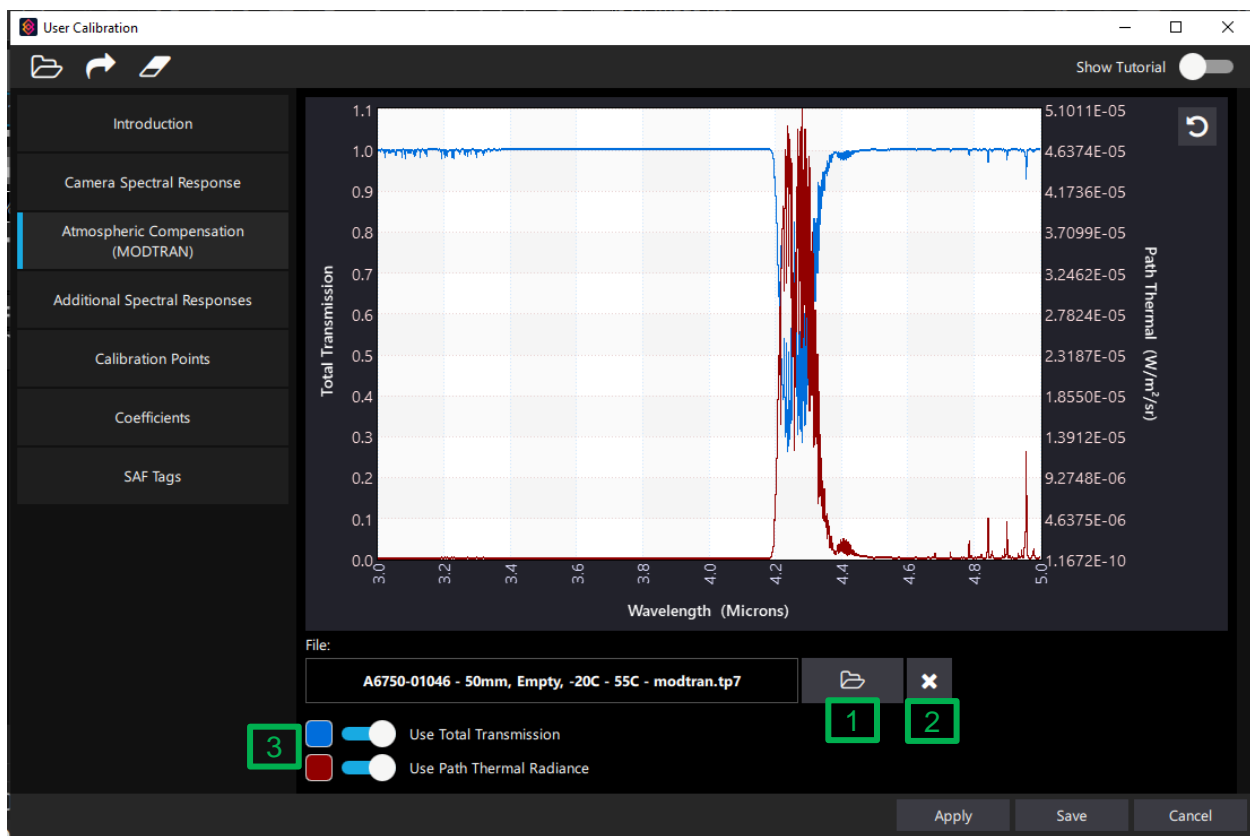 User Calibration
Show Tutorial
Introduction
Camera Spectral Response
Atmospheric Compensation
(MODTRAN)
Additional Spectral Responses
Calibration Points
Coefficients
SAF Tags
Total Transmission
1.1
1.0
0.9
0.8
0.7
0.6
0.5
0.4
0.3
0.2
0.1
0.0
3.0
3.2
3.4
3.6
3.8
4.0
4.2
4.4
4.6
4.8
5.0
Wavelength (Microns)
5.1011E-05
4.6374E-05
4.1736E-05
3.7099E-05
3.2462E-05
2.7824E-05
2.3187E-05
1.8550E-05
1.3912E-05
9.2748E-06
4.6375E-06
1.1672E-10
Path Thermal (W/m²/sr)
File:
A6750-01046 - 50mm, Empty, -20C - 55C - modtran.tp7
1
2
3
Use Total Transmission
Use Path Thermal Radiance
Apply
Save
Cancel